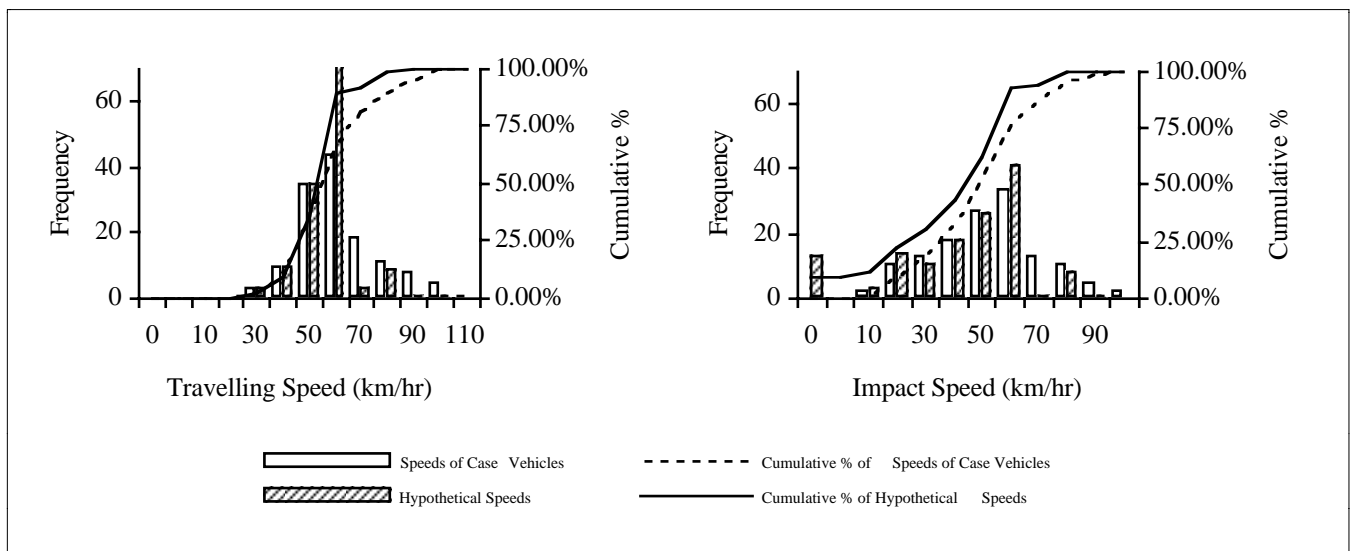 Frequency
60
40
20
0
100.00%
75.00%
50.00%
25.00%
0.00%
Cumulative %
0 10 30 50 70 90 110
Travelling Speed (km/hr)
Frequency
60
40
20
0
100.00%
75.00%
50.00%
25.00%
0.00%
Cumulative %
0 10 30 50 70 90
Impact Speed (km/hr)
Speeds of Case Vehicles
Cumulative % of Speeds of Case Vehicles
Hypothetical Speeds
Cumulative % of Hypothetical Speeds